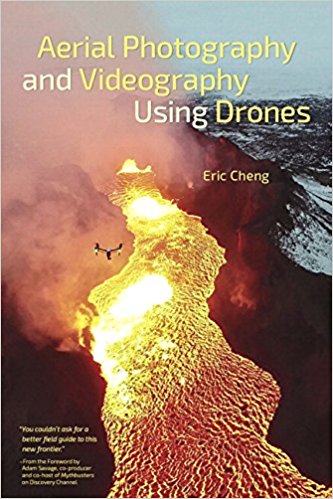 Aerial Photography
and Videography
Using Drones
Eric Cheng
"You couldn't ask for a
better field guide to this
new frontier."
–From the Foreword by
Adam Savage, co-producer
and co-host of Mythbusters
on Discovery Channel.